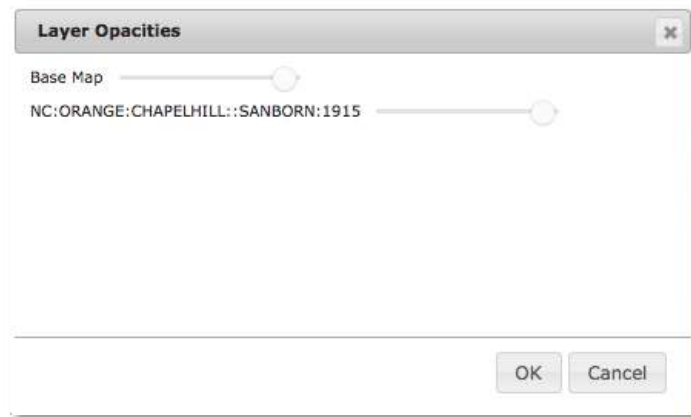 Layer Opacities
Base Map
NC:ORANGE:CHAPELHILL::SANBORN:1915
OK Cancel